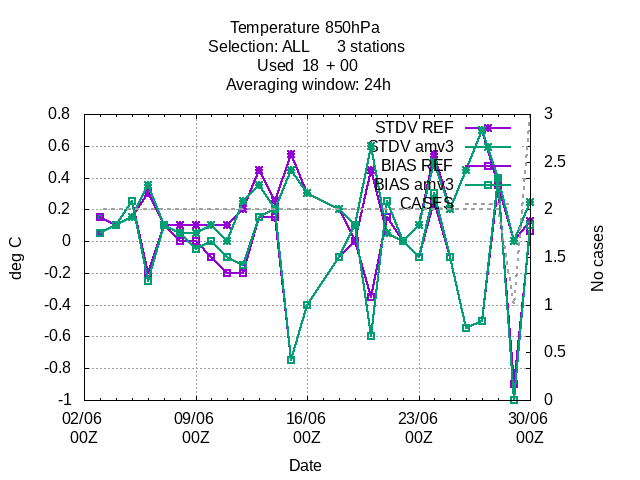 Temperature 850hPa
Selection: ALL 3 stations
Used 18 + 00
Averaging window: 24h
0.8
0.6
0.4
0.2
0
-0.2
-0.4
-0.6
-0.8
-1
deg C
3
2.5
2
1.5
1
0.5
0
No cases
STDV REF
STDV amv3
BIAS REF
BIAS amv3
CASES
02/06 09/06 16/06 23/06 30/06
00Z 00Z 00Z 00Z 00Z
Date